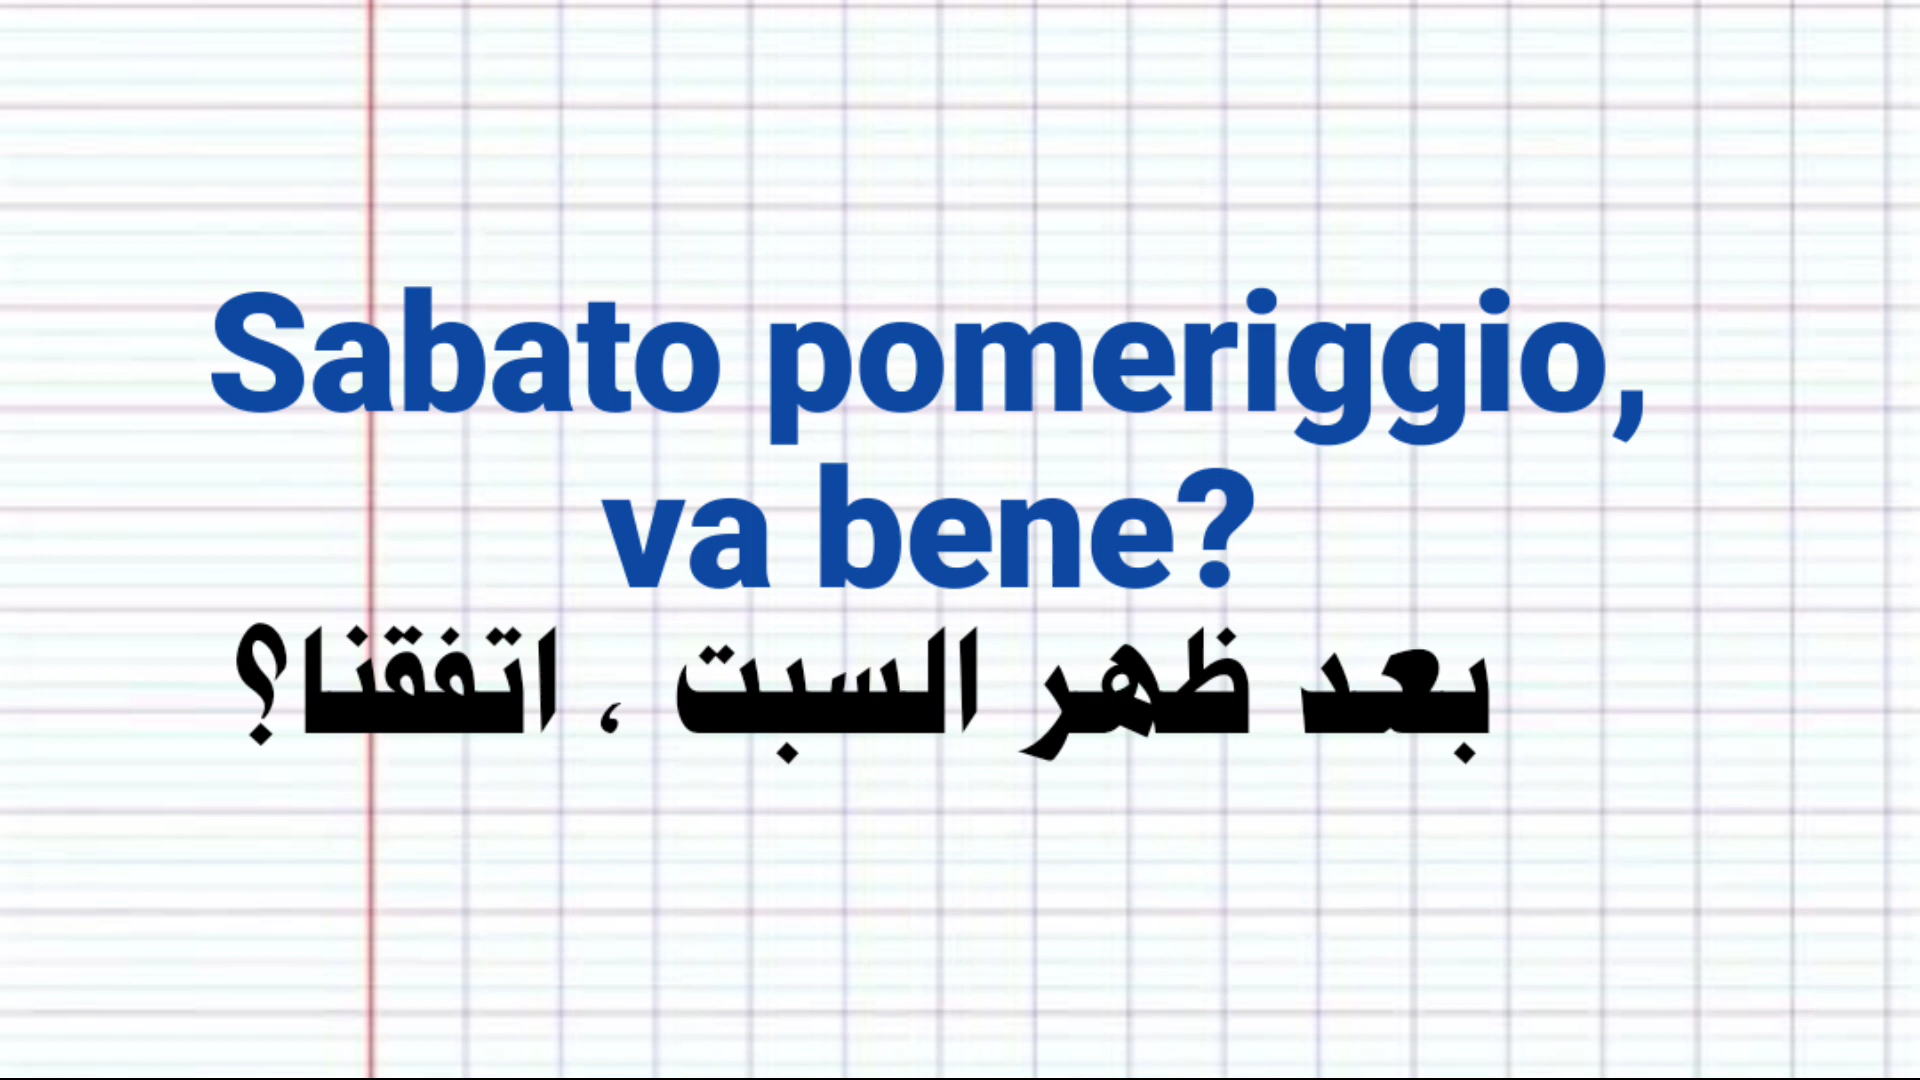 Sabato pomeriggio,
va bene?
بعد ظهر السبت ، اتفقنا؟